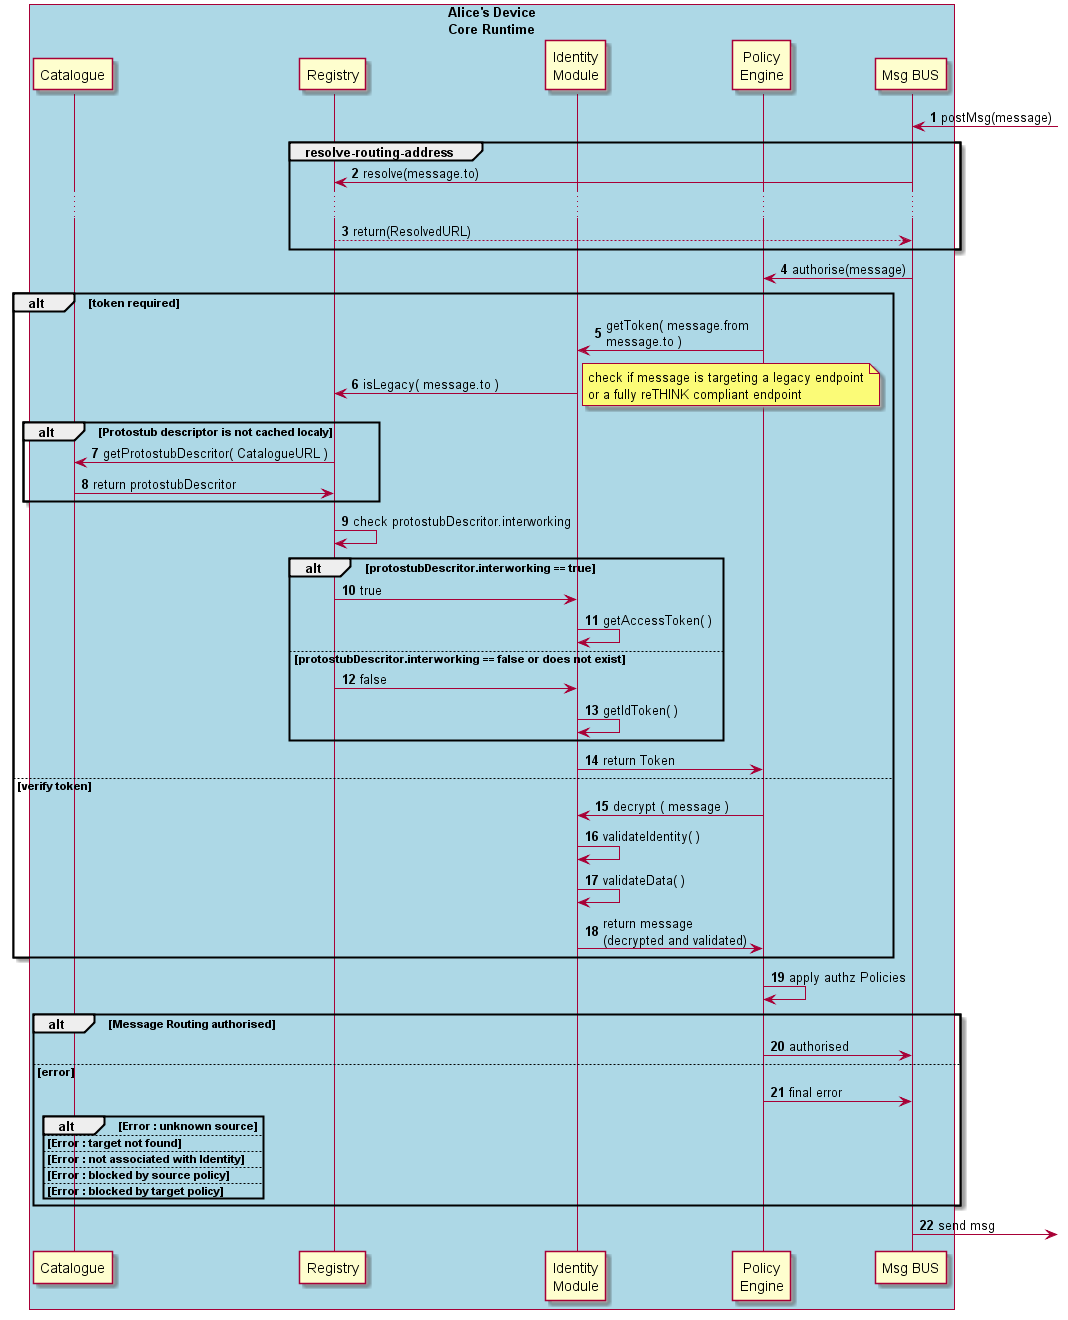 Alice's Device
Core Runtime
Catalogue
Registry
Identity
Module
Policy
Engine
Msg BUS
1 postMsg(message)
resolve-routing-address
2 resolve(message.to)
3 return(ResolvedURL)
4 authorise(message)
alt [token required]
5 getToken( message.from
message.to )
6 isLegacy( message.to )
check if message is targeting a legacy endpoint
or a fully reTHINK compliant endpoint
alt [Protostub descriptor is not cached localy]
7 getProtostubDescritor( CatalogueURL )
8 return protostubDescritor
9 check protostubDescritor.interworking
alt [protostubDescritor.interworking == true]
10 true
11 getAccessToken( )
[protostubDescritor.interworking == false or does not exist]
12 false
13 getIdToken( )
14 return Token
[verify token]
15 decrypt ( message )
16 validateIdentity( )
17 validateData( )
18 return message
(decrypted and validated)
19 apply authz Policies
alt [Message Routing authorised]
20 authorised
[error]
21 final error
alt [Error : unknown source]
[Error : target not found]
[Error : not associated with Identity]
[Error : blocked by source policy]
[Error : blocked by target policy]
22 send msg
Catalogue
Registry
Identity
Module
Policy
Engine
Msg BUS